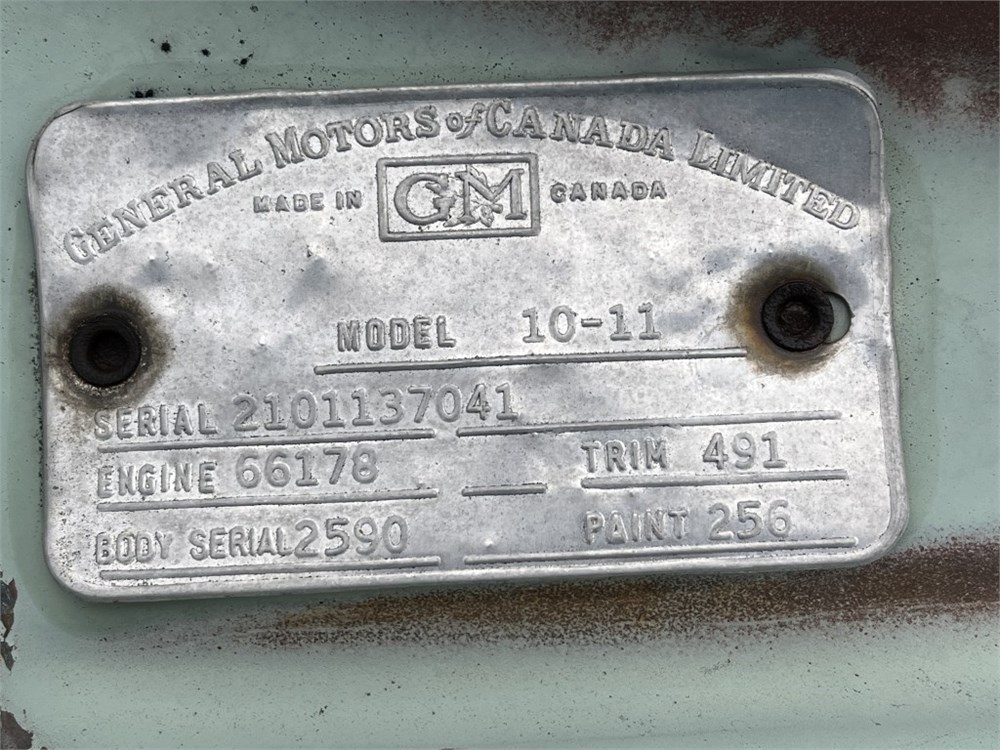 GENERAL MOTORS of CANADA LIMITED
MADE IN GM CANADA
MODEL 10-11
SERIAL 2101137041
ENGINE 66178 TRIM 491
BODY SERIAL 2590 PAINT 256